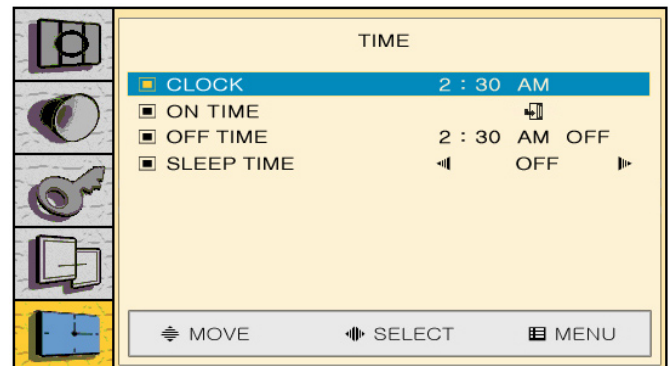 TIME
CLOCK 2 : 30 AM
ON TIME
OFF TIME 2 : 30 AM OFF
SLEEP TIME OFF
MOVE SELECT MENU